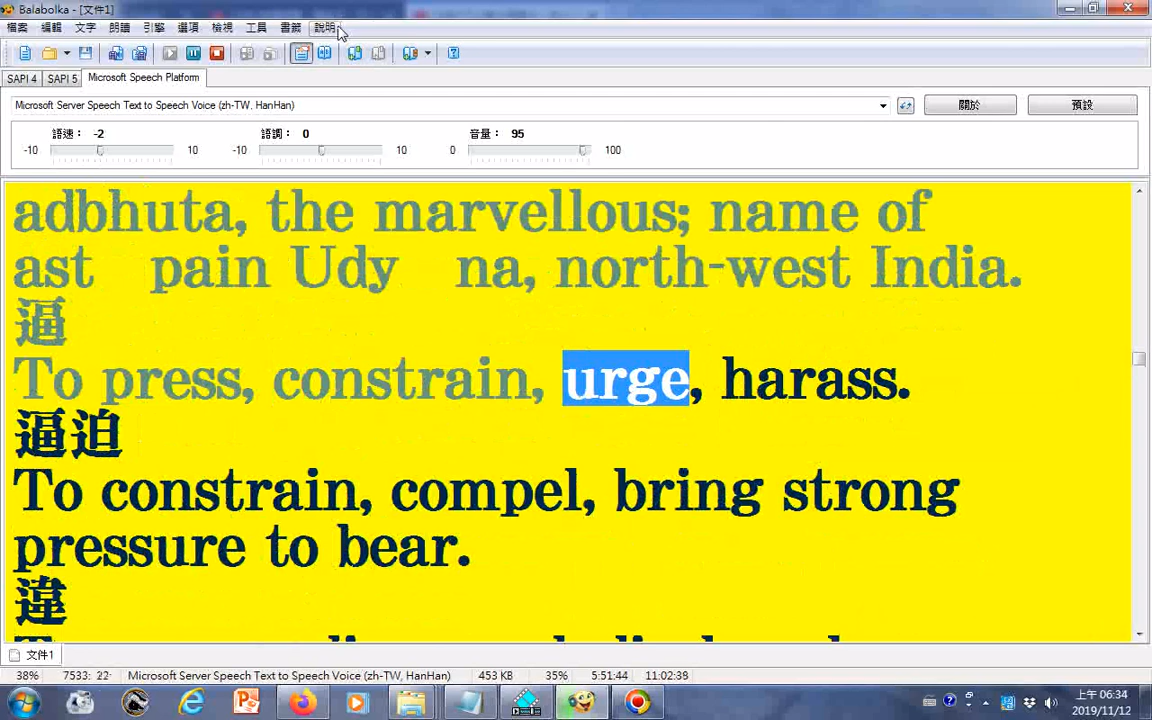 Balabolka - [文件1]
檔案 編輯 文字 朗讀 引擎 選項 檢視 工具 書籤 說明
SAPI 4 SAPI 5 Microsoft Speech Platform
Microsoft Server Speech Text to Speech Voice (zh-TW, HanHan) 關於 預設
語速： -2 語調： 0 音量： 95
-10 10 -10 10 0 100
adbhuta, the marvellous; name of
ast pain Udy na, north-west India.
逼
To press, constrain, urge, harass.
逼迫
To constrain, compel, bring strong
pressure to bear.
違
文件1
38% 7533: 22 Microsoft Server Speech Text to Speech Voice (zh-TW, HanHan) 453 KB 35% 5:51:44 11:02:39
上午 06:34
2019/11/12